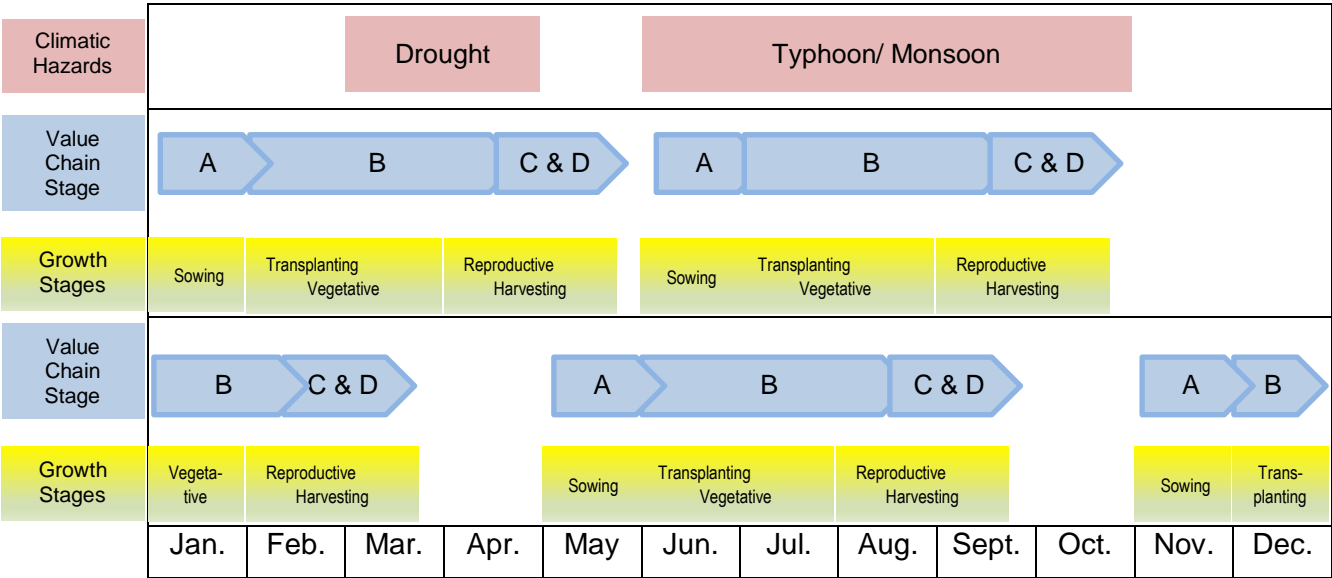 Climatic
Hazards
Drought
Typhoon/ Monsoon
Value
Chain
Stage
A
B
C & D
A
B
C & D
Growth
Stages
Sowing
Transplanting
Vegetative
Reproductive
Harvesting
Sowing
Transplanting
Vegetative
Reproductive
Harvesting
Value
Chain
Stage
B
C & D
A
B
C & D
A
B
Growth
Stages
Vegeta-
tive
Reproductive
Harvesting
Sowing
Transplanting
Vegetative
Reproductive
Harvesting
Sowing
Trans-
planting
Jan. Feb. Mar. Apr. May Jun. Jul. Aug. Sept. Oct. Nov. Dec.